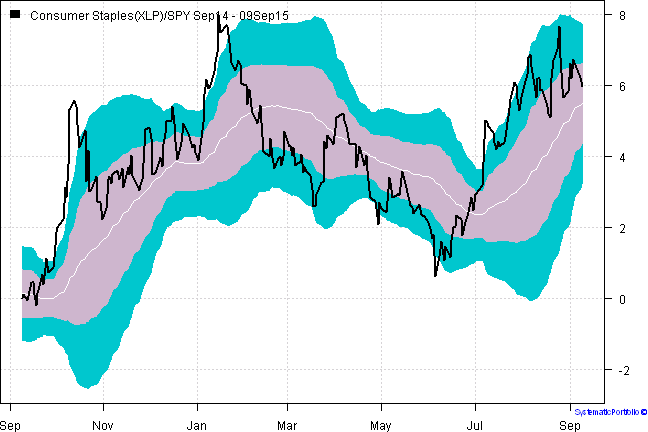 Consumer Staples(XLP)/SPY Sep14 - 09Sep15
8
6
4
2
0
-2
Sep Nov Jan Mar May Jul Sep
SystematicPortfolio ©